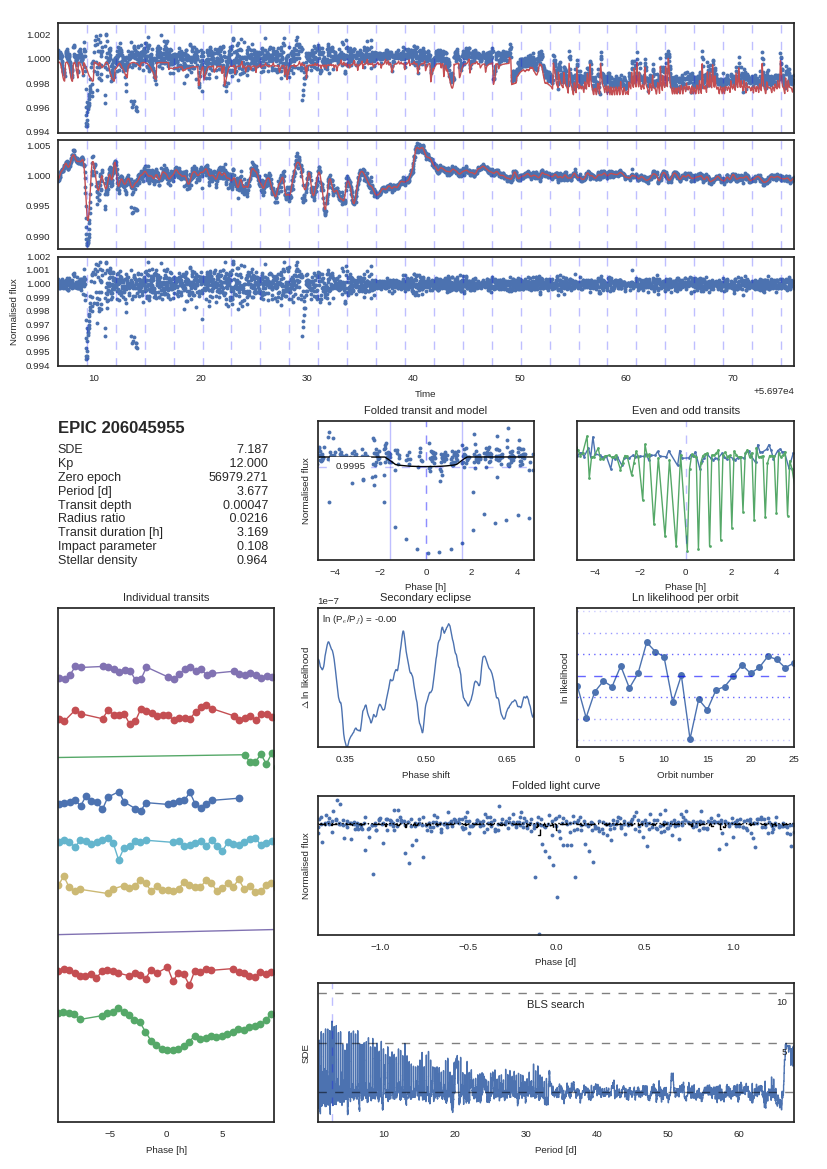 1.002
1.000
0.998
0.996
0.994
1.005
1.000
0.995
0.990
1.002
1.001
1.000
0.999
0.998
0.997
0.996
0.995
0.994
Normalised flux
10 20 30 40 50 60 70
Time
+5.697e4
EPIC 206045955
SDE 7.187
Kp 12.000
Zero epoch 56979.271
Period [d] 3.677
Transit depth 0.00047
Radius ratio 0.0216
Transit duration [h] 3.169
Impact parameter 0.108
Stellar density 0.964
Folded transit and model
Normalised flux
0.9995
−4 −2 0 2 4
Phase [h]
Even and odd transits
−4 −2 0 2 4
Phase [h]
Individual transits
−5 0 5
Phase [h]
Secondary eclipse
1e−7
Δ ln likelihood
0.35 0.50 0.65
Phase shift
Ln likelihood per orbit
ln likelihood
0 5 10 15 20 25
Orbit number
Folded light curve
Normalised flux
−1.0 −0.5 0.0 0.5 1.0
Phase [d]
BLS search
10
5
SDE
10 20 30 40 50 60
Period [d]